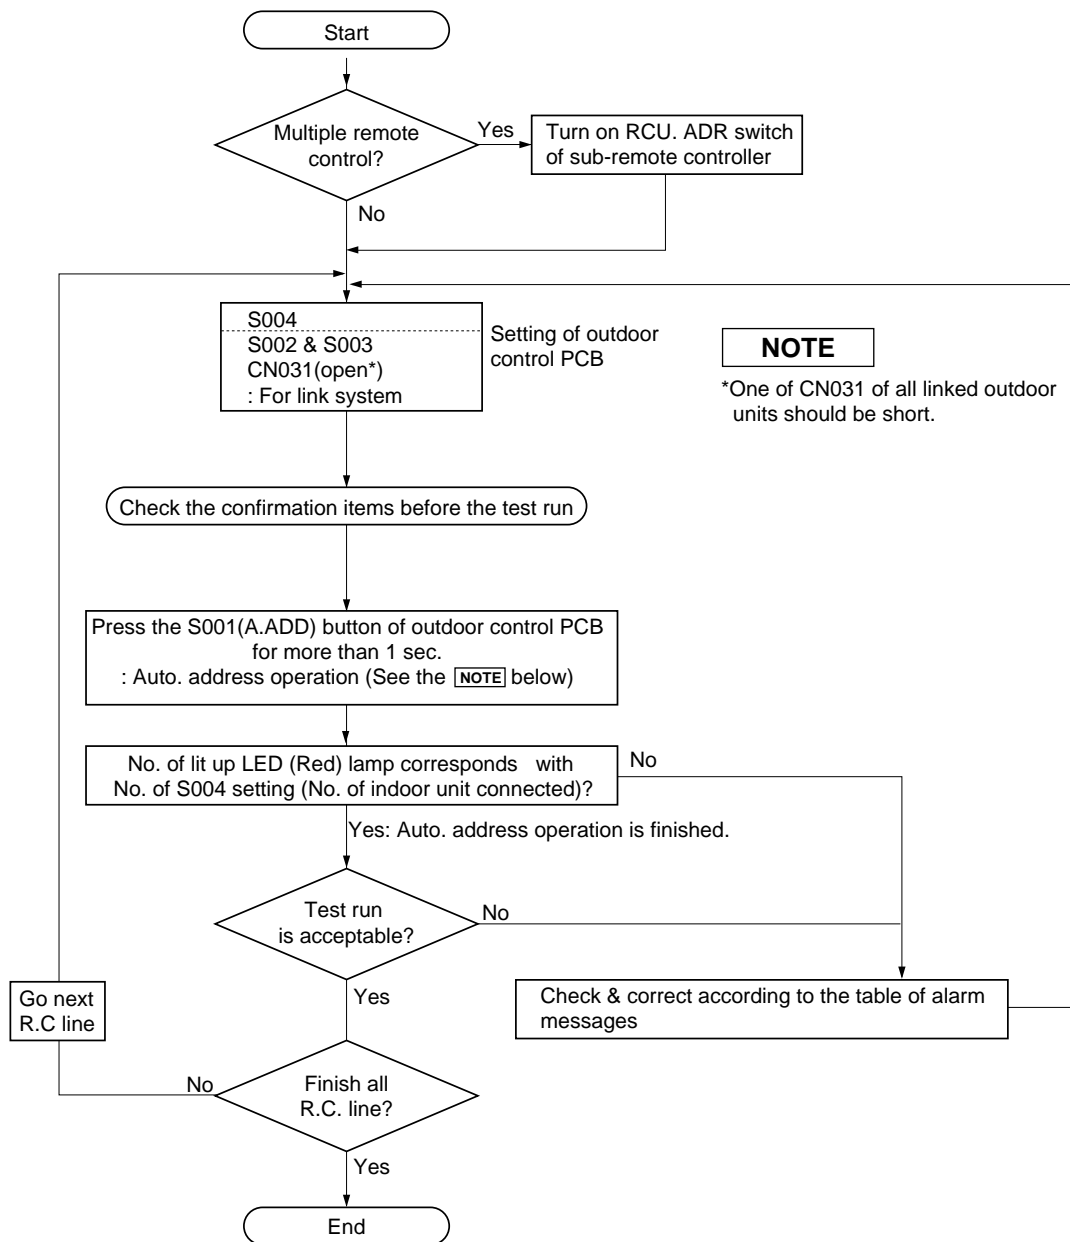 Start
Multiple remote
control?
Yes
Turn on RCU. ADR switch
of sub-remote controller
No
S004
S002 & S003
CN031(open*)
: For link system
Setting of outdoor
control PCB
NOTE
*One of CN031 of all linked outdoor
units should be short.
Check the confirmation items before the test run
Press the S001(A.ADD) button of outdoor control PCB
for more than 1 sec.
: Auto. address operation (See the NOTE below)
No. of lit up LED (Red) lamp corresponds with
No. of S004 setting (No. of indoor unit connected)?
No
Yes: Auto. address operation is finished.
Test run
is acceptable?
No
Yes
Go next
R.C line
Check & correct according to the table of alarm
messages
No
Finish all
R.C. line?
Yes
End